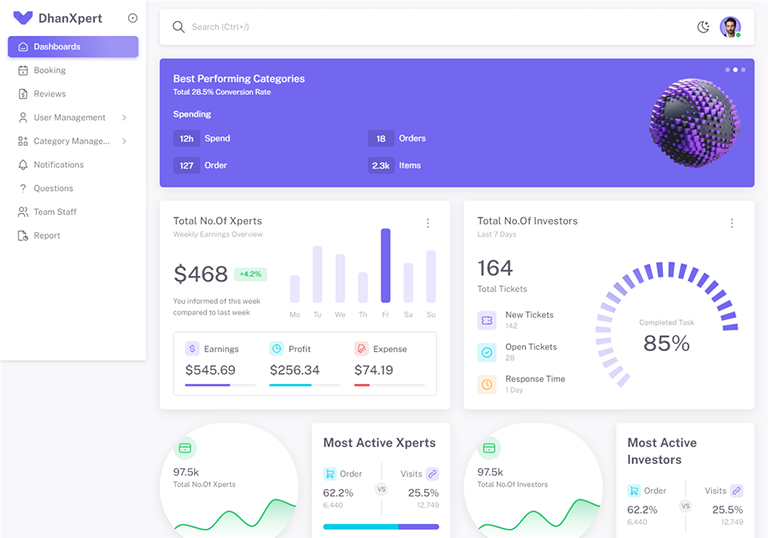 DhanXpert
Dashboards
Booking
Reviews
User Management
Category Manage...
Notifications
Questions
Team Staff
Report
Search (Ctrl+/)
Best Performing Categories
Total 28.5% Conversion Rate
Spending
12h Spend
18 Orders
127 Order
2.3k Items
Total No.Of Xperts
Weekly Earnings Overview
$468 +4.2%
You informed of this week
compared to last week
Mo Tu We Th Fr Sa Su
Earnings
$545.69
Profit
$256.34
Expense
$74.19
Total No.Of Investors
Last 7 Days
164
Total Tickets
New Tickets
142
Open Tickets
28
Response Time
1 Day
Completed Task
85%
97.5k
Total No.Of Xperts
Most Active Xperts
Order
62.2%
6,440
VS
Visits
25.5%
12,749
97.5k
Total No.Of Investors
Most Active
Investors
Order
62.2%
6,440
VS
Visits
25.5%
12,749